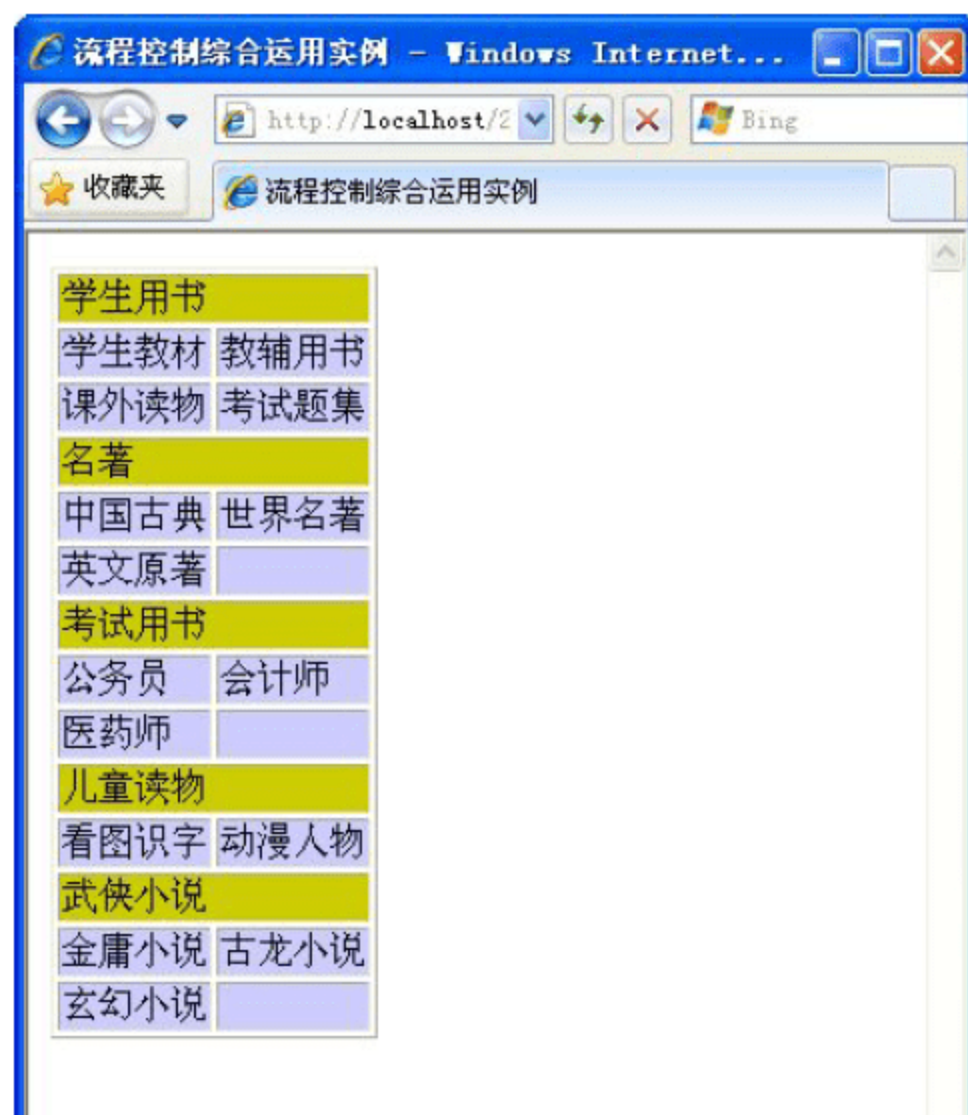 流程控制综合运用实例 - Windows Internet...
http://localhost/2 Bing
收藏夹 流程控制综合运用实例
学生用书
学生教材 教辅用书
课外读物 考试题集
名著
中国古典 世界名著
英文原著
考试用书
公务员 会计师
医药师
儿童读物
看图识字 动漫人物
武侠小说
金庸小说 古龙小说
玄幻小说